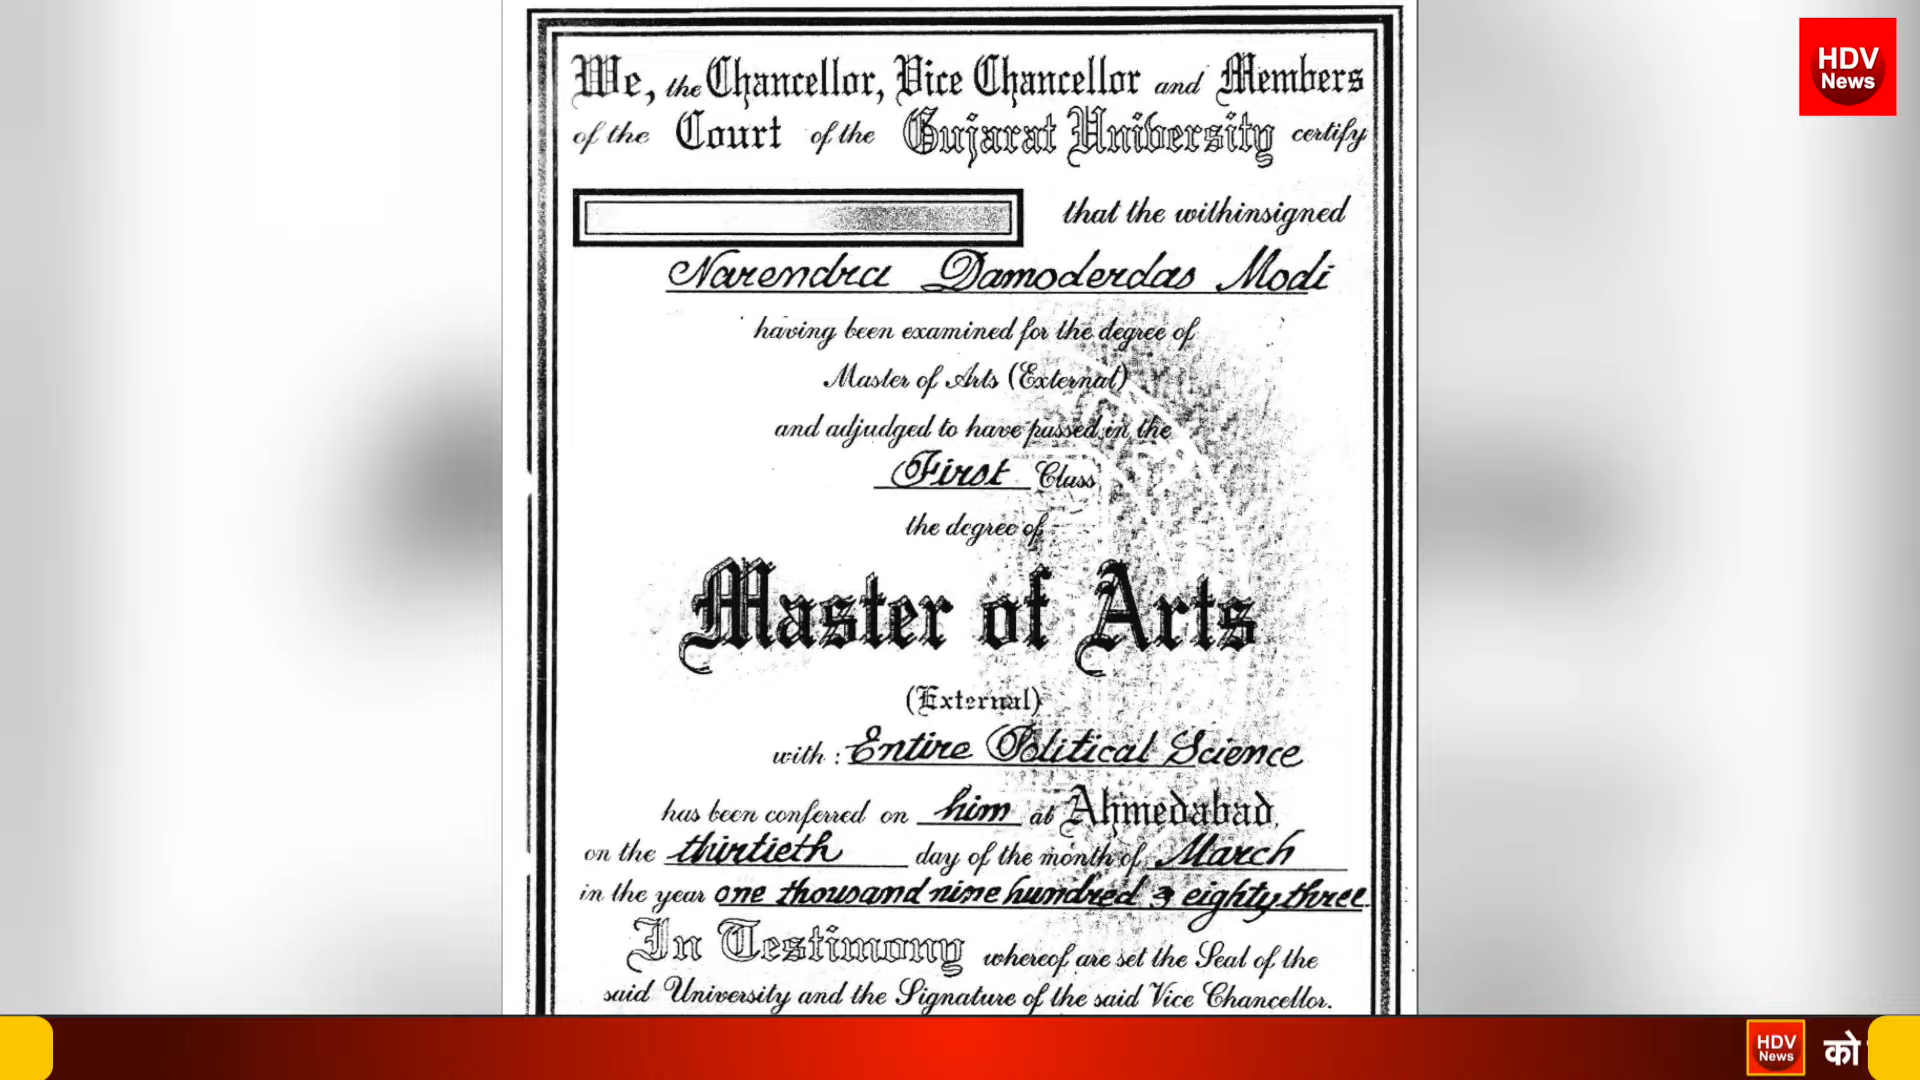 HDV
News
We, the Chancellor, Vice Chancellor and Members
of the Court of the Gujarat University certify
that the withinsigned
Narendra Damoderdas Modi
having been examined for the degree of
Master of Arts (External)
and adjudged to have passed in the
First Class
the degree of
Master of Arts
(External)
with : Entire Political Science
has been conferred on him at Ahmedabad,
on the thirtieth day of the month of March
in the year one thousand nine hundred & eighty three.
In Testimony whereof are set the Seal of the
said University and the Signature of the said Vice Chancellor.
HDV
News
को